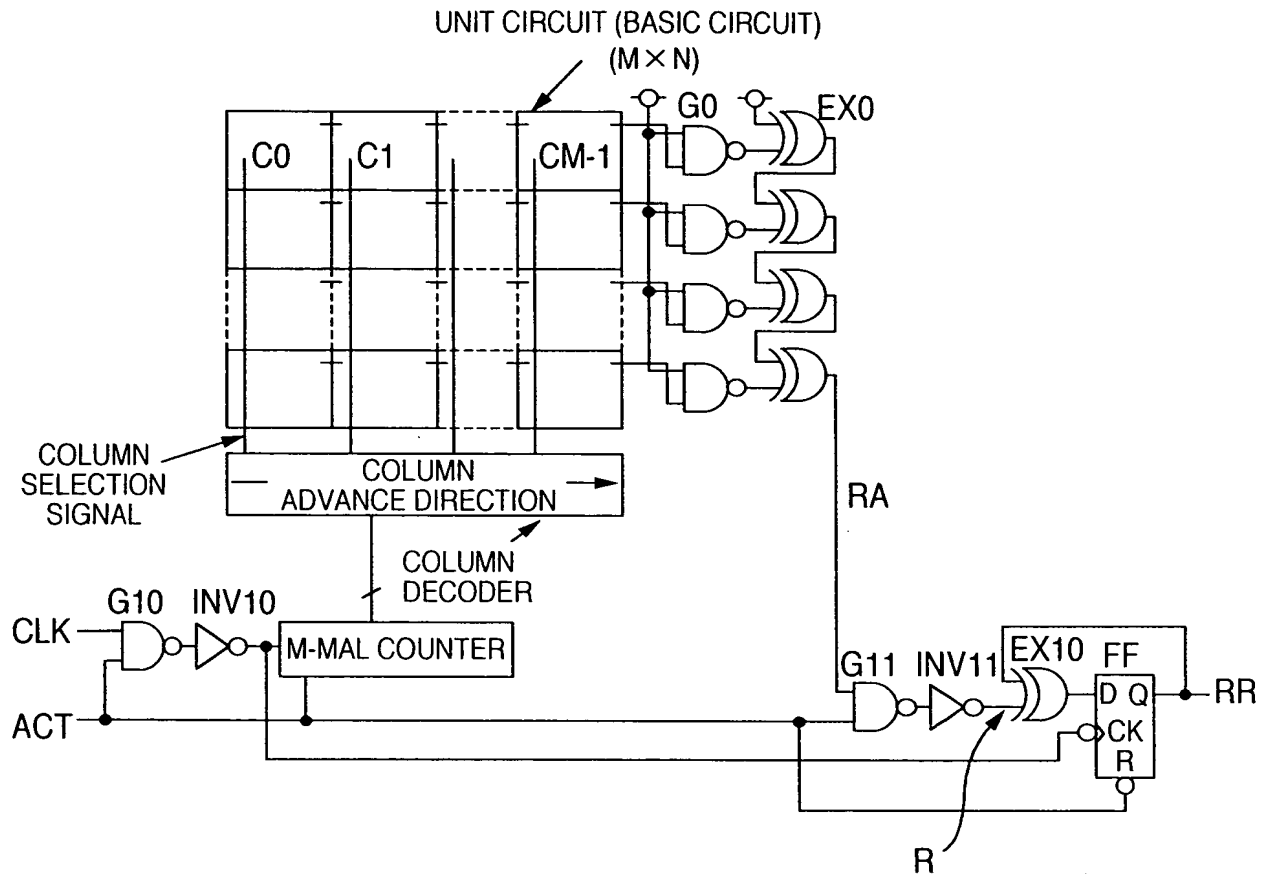 UNIT CIRCUIT (BASIC CIRCUIT)
(M × N)
G0
EX0
C0
C1
CM-1
COLUMN
SELECTION
SIGNAL
COLUMN
ADVANCE DIRECTION
RA
COLUMN
DECODER
G10
INV10
CLK
M-MAL COUNTER
G11
INV11
EX10
FF
D Q
RR
ACT
CK
R
R